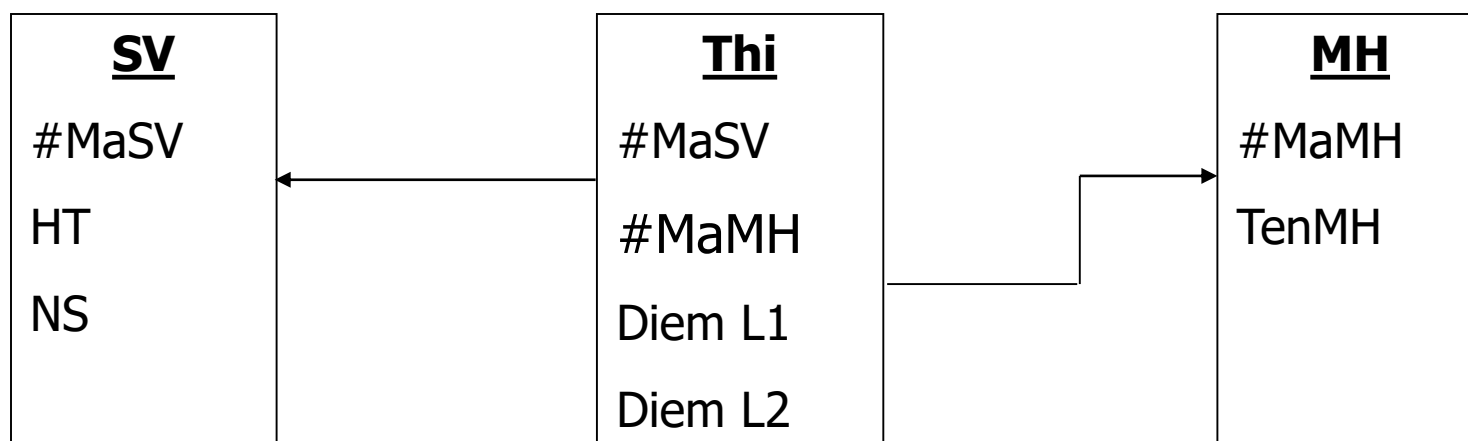 SV
#MaSV
HT
NS
Thi
#MaSV
#MaMH
Diem L1
Diem L2
MH
#MaMH
TenMH